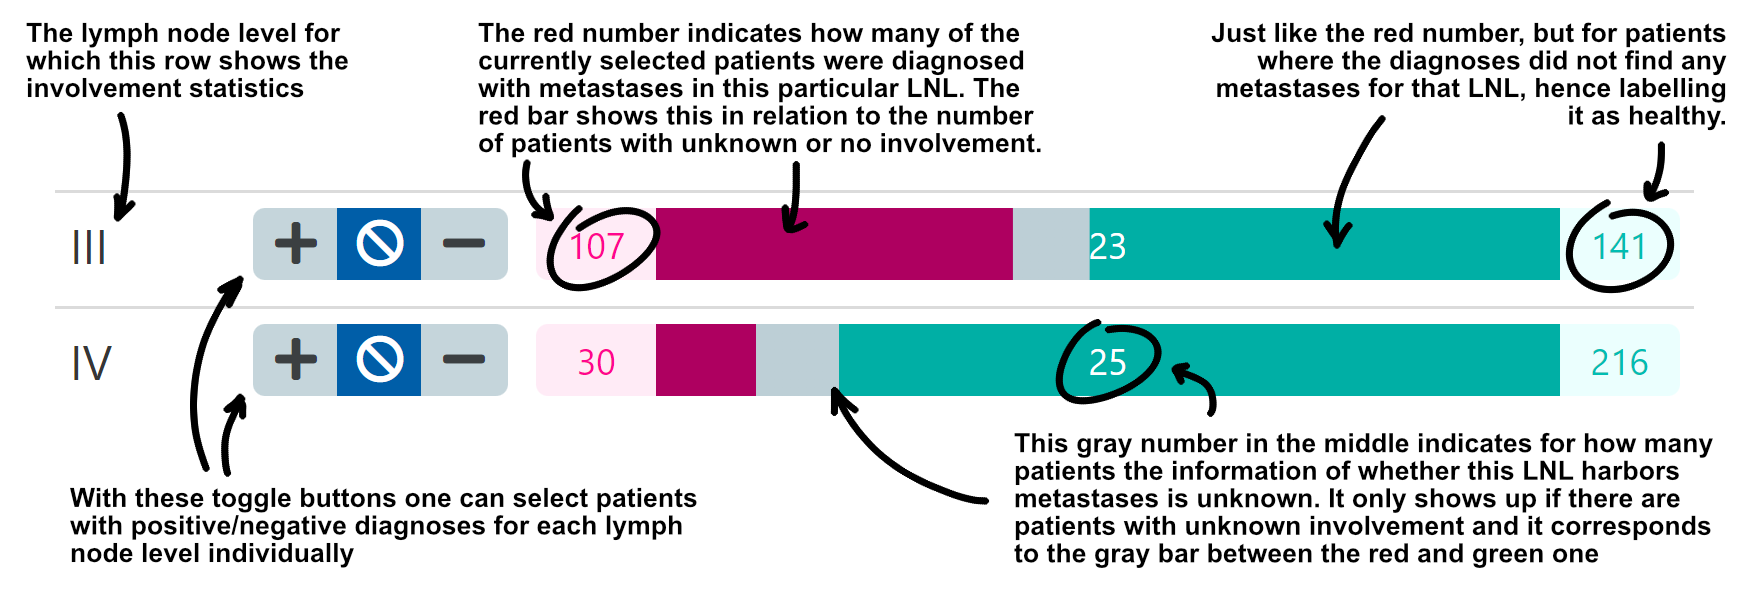 The lymph node level for
which this row shows the
involvement statistics
The red number indicates how many of the
currently selected patients were diagnosed
with metastases in this particular LNL. The
red bar shows this in relation to the number
of patients with unknown or no involvement.
Just like the red number, but for patients
where the diagnoses did not find any
metastases for that LNL, hence labelling
it as healthy.
III 107 23 141
IV 30 25 216
With these toggle buttons one can select patients
with positive/negative diagnoses for each lymph
node level individually
This gray number in the middle indicates for how many
patients the information of whether this LNL harbors
metastases is unknown. It only shows up if there are
patients with unknown involvement and it corresponds
to the gray bar between the red and green one